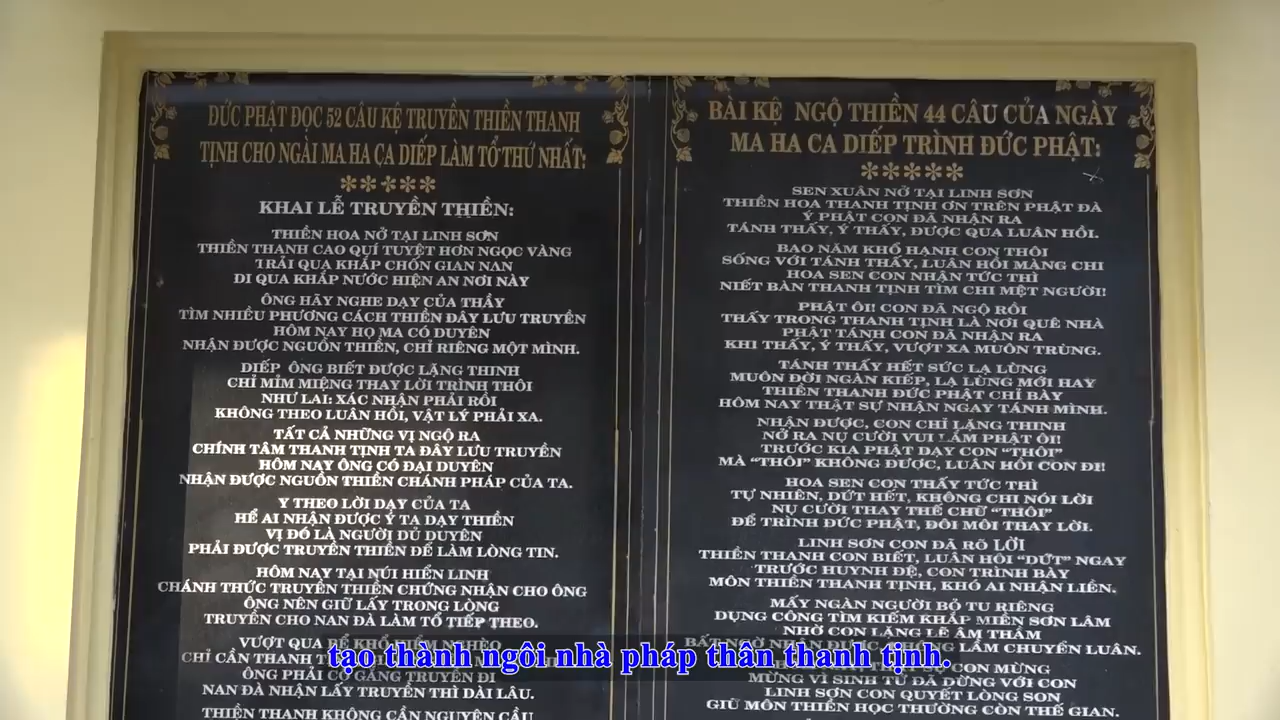 ĐỨC PHẬT ĐỌC 52 CÂU KỆ TRUYỀN THIỀN THANH
TỊNH CHO NGÀI MA HA CA DIẾP LÀM TỔ THỨ NHẤT:
KHAI LỄ TRUYỀN THIỀN:
THIỀN HOA NỞ TẠI LINH SƠN
THIỀN THANH CAO QUÍ TUYỆT HƠN NGỌC VÀNG
TRẢI QUA KHẮP CHỐN GIAN NAN
ĐI QUA KHẮP NƯỚC HIỆN AN NƠI NÀY
ÔNG HÃY NGHE DẠY CỦA THẦY
TÌM NHIỀU PHƯƠNG CÁCH THIỀN ĐÂY LƯU TRUYỀN
HÔM NAY HỌ MA CÓ DUYÊN
NHẬN ĐƯỢC NGUỒN THIỀN, CHỈ RIÊNG MỘT MÌNH.
DIẾP ÔNG BIẾT ĐƯỢC LẶNG THINH
CHỈ MỈM MIỆNG THAY LỜI TRÌNH THÔI
NHƯ LAI: XÁC NHẬN PHẢI RỒI
KHÔNG THEO LUÂN HỒI, VẬT LÝ PHẢI XA.
TẤT CẢ NHỮNG VỊ NGỘ RA
CHÍNH TÂM THANH TỊNH TA ĐÂY LƯU TRUYỀN
HÔM NAY ÔNG CÓ ĐẠI DUYÊN
NHẬN ĐƯỢC NGUỒN THIỀN CHÁNH PHÁP CỦA TA.
Y THEO LỜI DẠY CỦA TA
HỄ AI NHẬN ĐƯỢC Ý TA DẠY THIỀN
VỊ ĐÓ LÀ NGƯỜI ĐỦ DUYÊN
PHẢI ĐƯỢC TRUYỀN THIỀN ĐỂ LÀM LÒNG TIN.
HÔM NAY TẠI NÚI HIỂN LINH
CHÁNH THỨC TRUYỀN THIỀN CHỨNG NHẬN CHO ÔNG
ÔNG NÊN GIỮ LẤY TRONG LÒNG
TRUYỀN CHO NAN ĐÀ LÀM TỔ TIẾP THEO.
VƯỢT QUA BỂ KHỔ HIỂM NGHÈO
CHỈ CẦN THANH
ÔNG PHẢI CỐ GẮNG TRUYỀN ĐI
NAN ĐÀ NHẬN LẤY TRUYỀN THÌ DÀI LÂU.
THIỀN THANH KHÔNG CẦN NGUYỆN CẦU
BÀI KỆ NGỘ THIỀN 44 CÂU CỦA NGÀY
MA HA CA DIẾP TRÌNH ĐỨC PHẬT:
SEN XUÂN NỞ TẠI LINH SƠN
THIỀN HOA THANH TỊNH ƠN TRÊN PHẬT ĐÀ
Ý PHẬT CON ĐÃ NHẬN RA
TÁNH THẤY, Ý THẤY, ĐƯỢC QUA LUÂN HỒI.
BAO NĂM KHỔ HẠNH CON THÔI
SỐNG VỚI TÁNH THẤY, LUÂN HỒI MÀNG CHI
HOA SEN CON NHẬN TỨC THÌ
NIẾT BÀN THANH TỊNH TÌM CHI MỆT NGƯỜI!
PHẬT ÔI! CON ĐÃ NGỘ RỒI
THẤY TRONG THANH TỊNH LÀ NƠI QUÊ NHÀ
PHẬT TÁNH CON ĐÃ NHẬN RA
KHI THẤY, Ý THẤY, VƯỢT XA MUÔN TRÙNG.
TÁNH THẤY HẾT SỨC LẠ LÙNG
MUÔN ĐỜI NGÀN KIẾP, LẠ LÙNG MỚI HAY
THIỀN THANH ĐỨC PHẬT CHỈ BÀY
HÔM NAY THẬT SỰ NHẬN NGAY TÁNH MÌNH.
NHẬN ĐƯỢC, CON CHỈ LẶNG THINH
NỞ RA NỤ CƯỜI VUI LẮM PHẬT ÔI!
TRƯỚC KIA PHẬT DẠY CON “THÔI”
MÀ “THÔI” KHÔNG ĐƯỢC, LUÂN HỒI CON ĐI!
HOA SEN CON THẤY TỨC THÌ
TỰ NHIÊN, DỨT HẾT, KHÔNG CHI NÓI LỜI
NỤ CƯỜI THAY THẾ CHỮ “THÔI”
ĐỂ TRÌNH ĐỨC PHẬT, ĐÔI MÔI THAY LỜI.
LINH SƠN CON ĐÃ RÕ LỜI
THIỀN THANH CON BIẾT, LUÂN HỒI “DỨT” NGAY
TRƯỚC HUYNH ĐỆ, CON TRÌNH BÀY
MÔN THIỀN THANH TỊNH, KHÓ AI NHẬN LIỀN.
MẤY NGÀN NGƯỜI BỎ TU RIÊNG
DỤNG CÔNG TÌM KIẾM KHẮP MIỀN SƠN LÂM
NHỜ CON LẶNG LẼ ÂM THẦM
BẤT NGỜ NHẬN ĐƯỢC, KHÔNG LẦM CHUYỂN LUÂN.
SỰ CON MỪNG
MỪNG VÌ SINH TỬ ĐÃ DỪNG VỚI CON
LINH SƠN CON QUYẾT LÒNG SON
GIỮ MÔN THIỀN HỌC THƯỜNG CÒN THẾ GIAN.
tạo thành ngôi nhà pháp thân thanh tịnh.